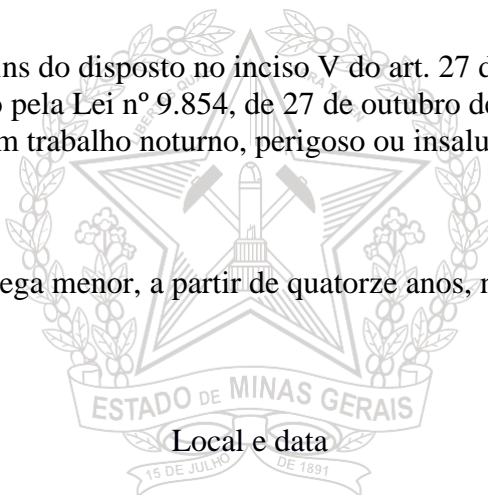 ins do disposto no inciso V do art. 27 d
o pela Lei nº 9.854, de 27 de outubro de
m trabalho noturno, perigoso ou insalu
ega menor, a partir de quatorze anos, n
ESTADO DE MINAS GERAIS
Local e data
15 DE JULHO DE 1891